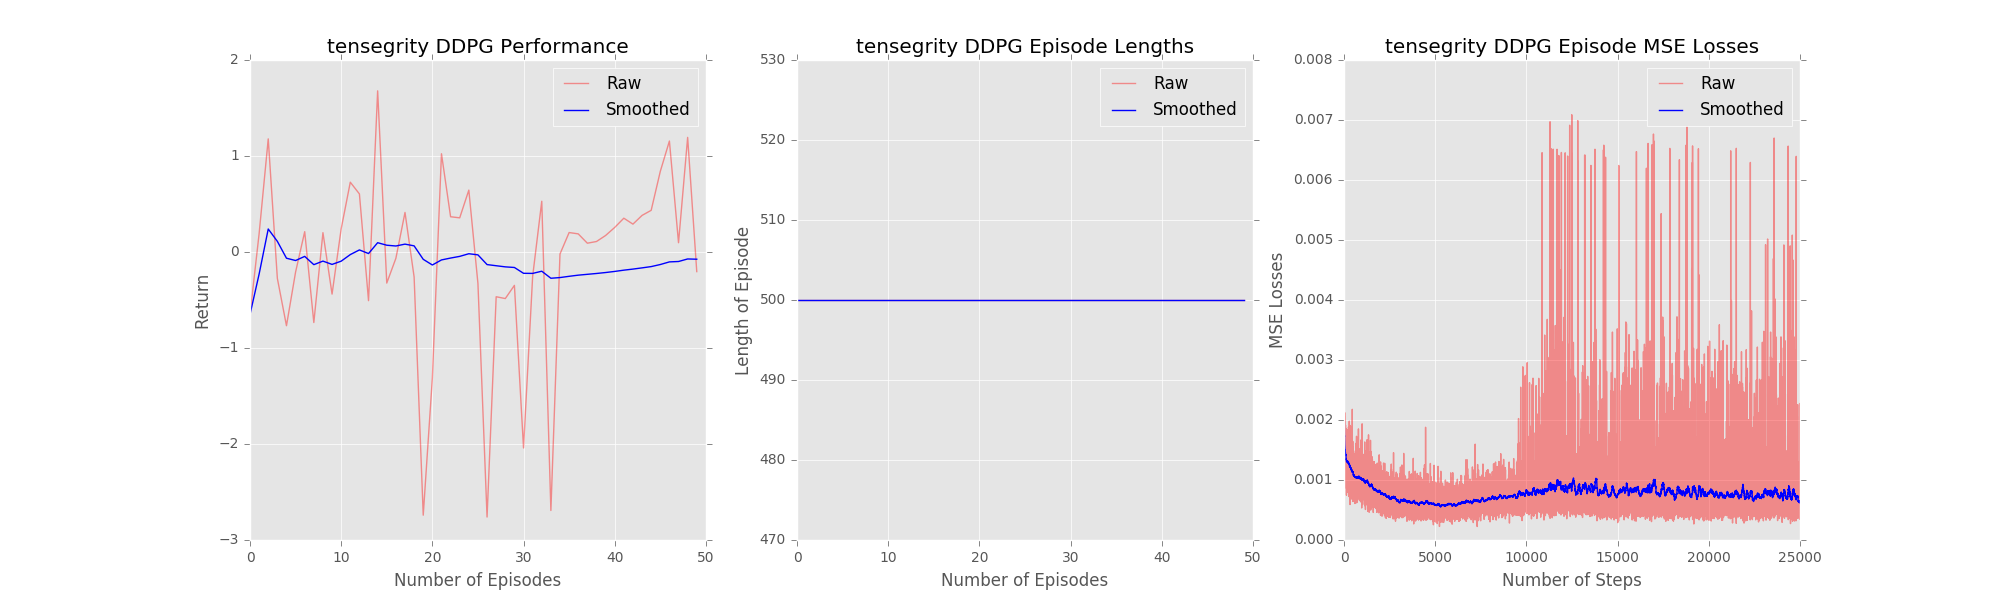 tensegrity DDPG Performance
2
1
0
−1
−2
−3
Return
Raw
Smoothed
0 10 20 30 40 50
Number of Episodes
tensegrity DDPG Episode Lengths
530
520
510
500
490
480
470
Length of Episode
Raw
Smoothed
0 10 20 30 40 50
Number of Episodes
tensegrity DDPG Episode MSE Losses
0.008
0.007
0.006
0.005
0.004
0.003
0.002
0.001
0.000
MSE Losses
Raw
Smoothed
0 5000 10000 15000 20000 25000
Number of Steps